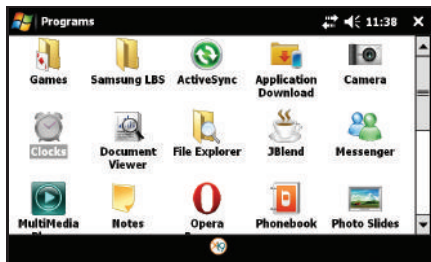 Programs 11:38
Games Samsung LBS ActiveSync Application Camera
Download
Clocks Document File Explorer JBlend Messenger
Viewer
MultiMedia Notes Opera Phonebook Photo Slides